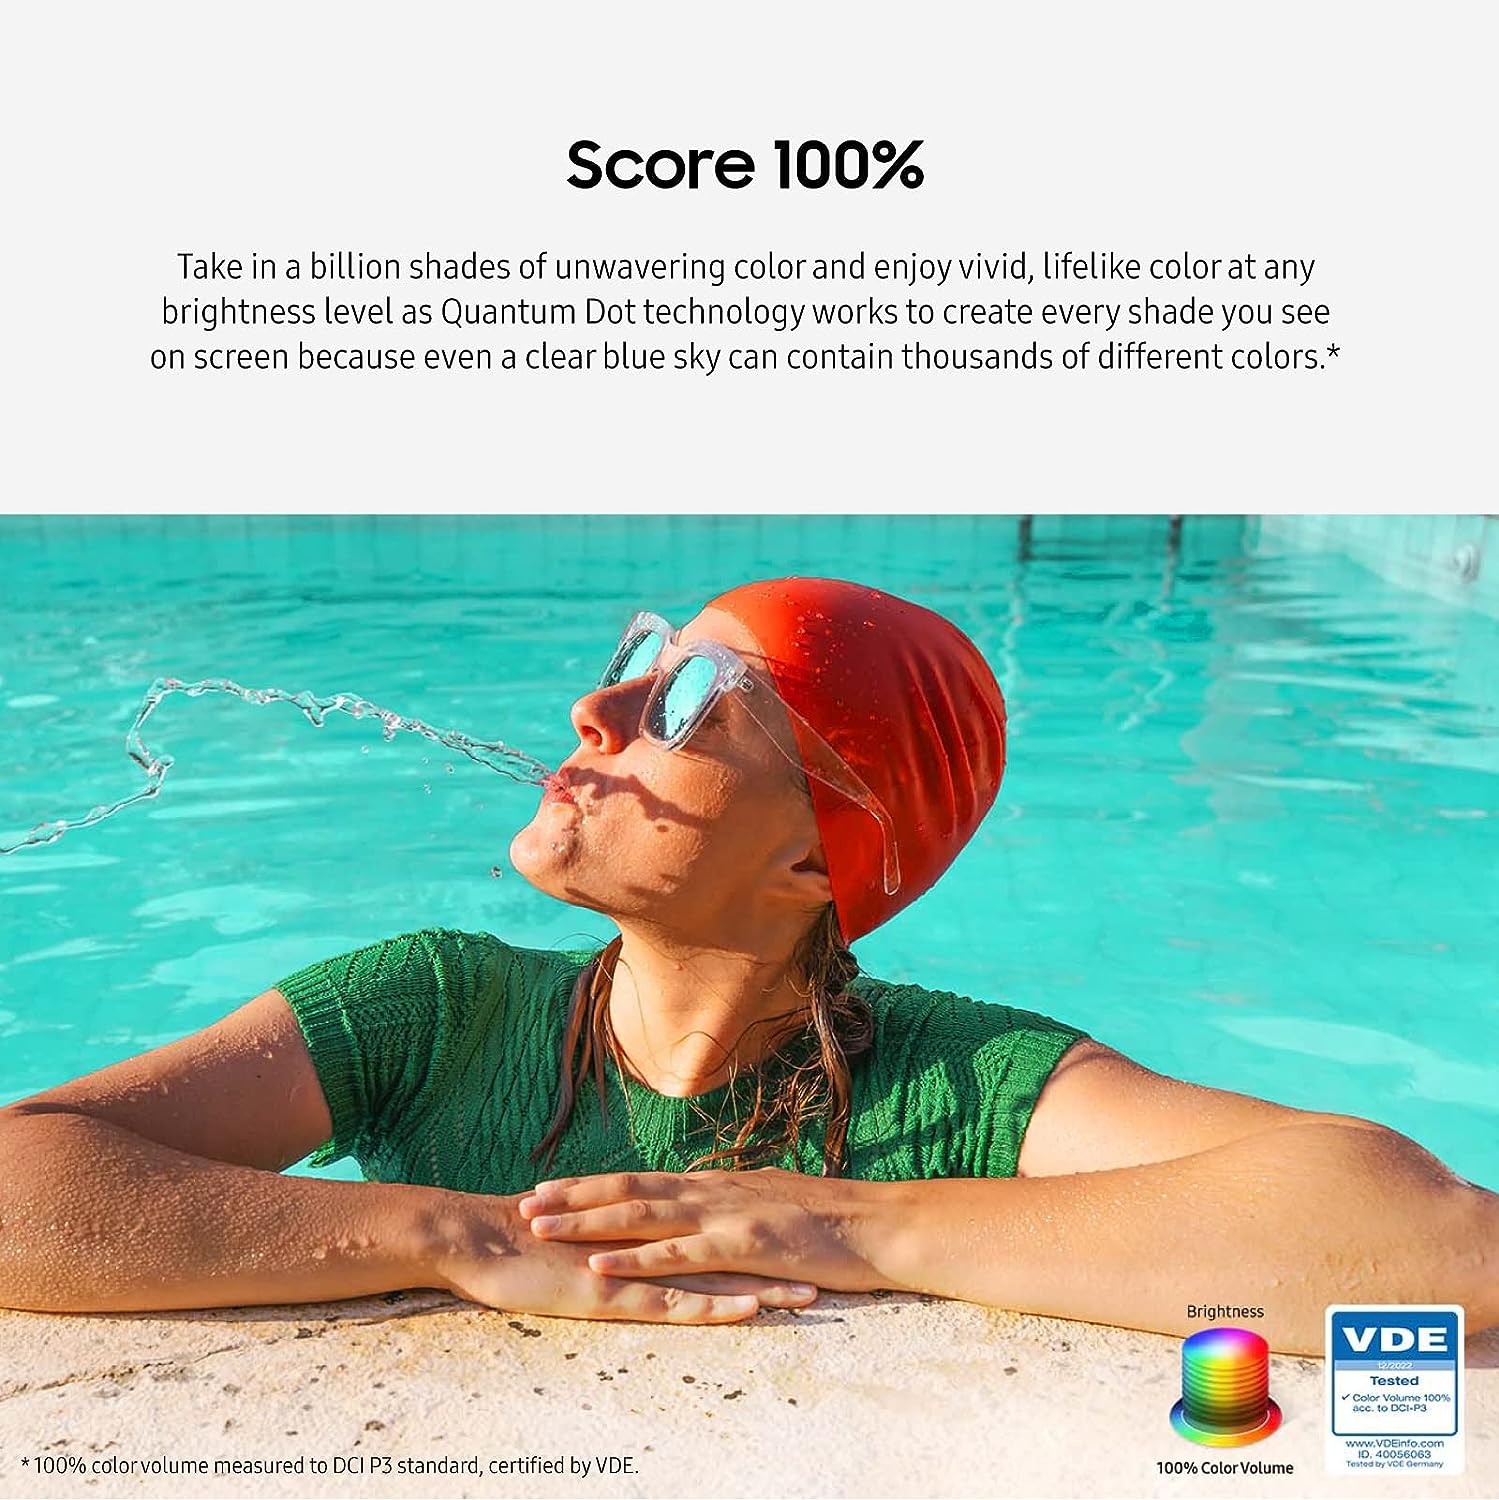 Score 100%
Take in a billion shades of unwavering color and enjoy vivid, lifelike color at any
brightness level as Quantum Dot technology works to create every shade you see
on screen because even a clear blue sky can contain thousands of different colors.*
Brightness
100% Color Volume
VDE
12/2022
Tested
✓ Color Volume 100%
acc. to DCI-P3
www.VDEinfo.com
ID. 40056063
Tested by VDE Germany
* 100% color volume measured to DCI P3 standard, certified by VDE.